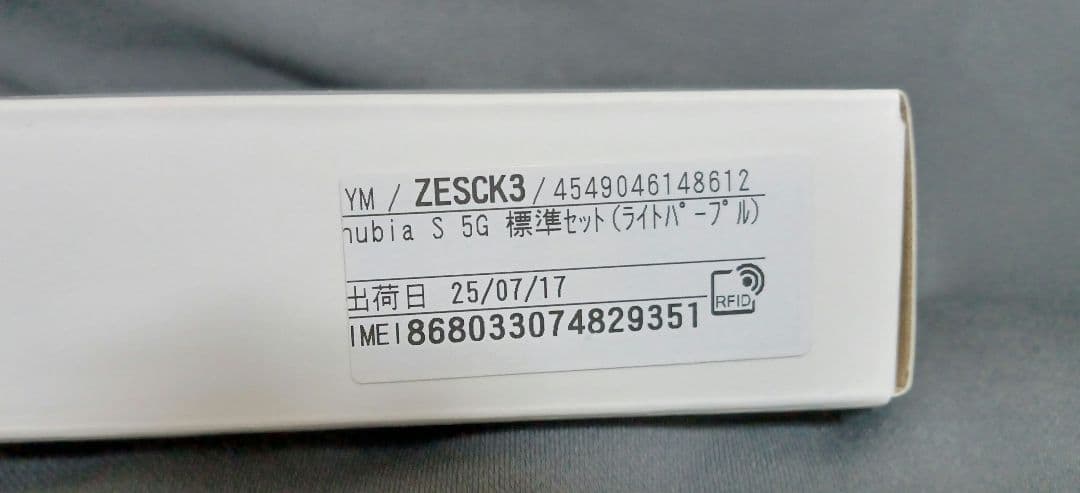 YM / ZESCK3 / 4549046148612
nubia S 5G 標準ｾｯﾄ(ﾗｲﾄﾊﾟｰﾌﾟﾙ)
出荷日 25/07/17
RFID
IMEI868033074829351